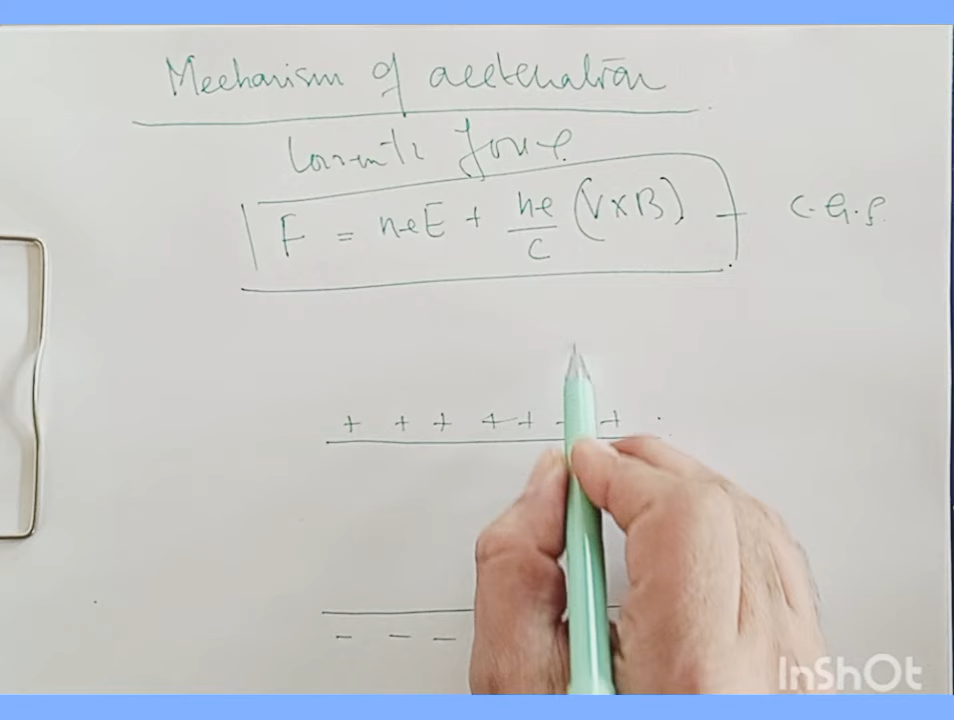 Mechanism of acceleration
Lorentz force
F = neE + ne/c (V×B) – C.G.S
+ + + + + - +
- - -
InShOt